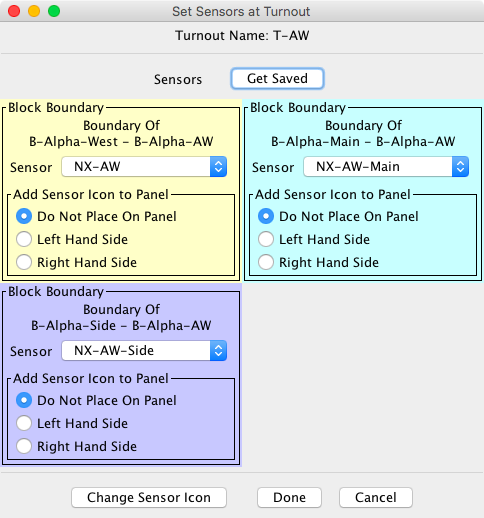 Set Sensors at Turnout
Turnout Name: T-AW
Sensors Get Saved
Block Boundary
Boundary Of
B-Alpha-West - B-Alpha-AW
Sensor NX-AW
Add Sensor Icon to Panel
Do Not Place On Panel
Left Hand Side
Right Hand Side
Block Boundary
Boundary Of
B-Alpha-Main - B-Alpha-AW
Sensor NX-AW-Main
Add Sensor Icon to Panel
Do Not Place On Panel
Left Hand Side
Right Hand Side
Block Boundary
Boundary Of
B-Alpha-Side - B-Alpha-AW
Sensor NX-AW-Side
Add Sensor Icon to Panel
Do Not Place On Panel
Left Hand Side
Right Hand Side
Change Sensor Icon Done Cancel